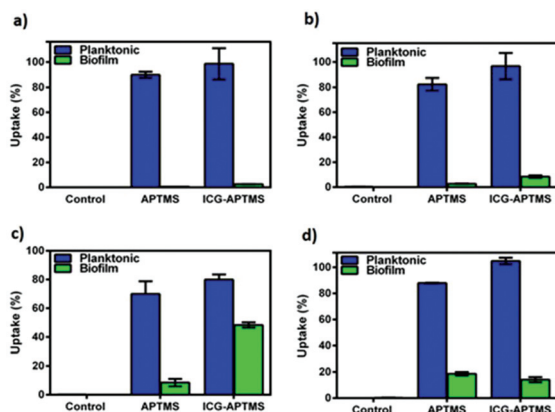 a)
Planktonic
Biofilm
Uptake (%)
100
80
60
40
20
0
Control APTMS ICG-APTMS
b)
Planktonic
Biofilm
Uptake (%)
100
80
60
40
20
0
Control APTMS ICG-APTMS
c)
Planktonic
Biofilm
Uptake (%)
80
60
40
20
0
Control APTMS ICG-APTMS
d)
Planktonic
Biofilm
Uptake (%)
100
80
60
40
20
0
Control APTMS ICG-APTMS